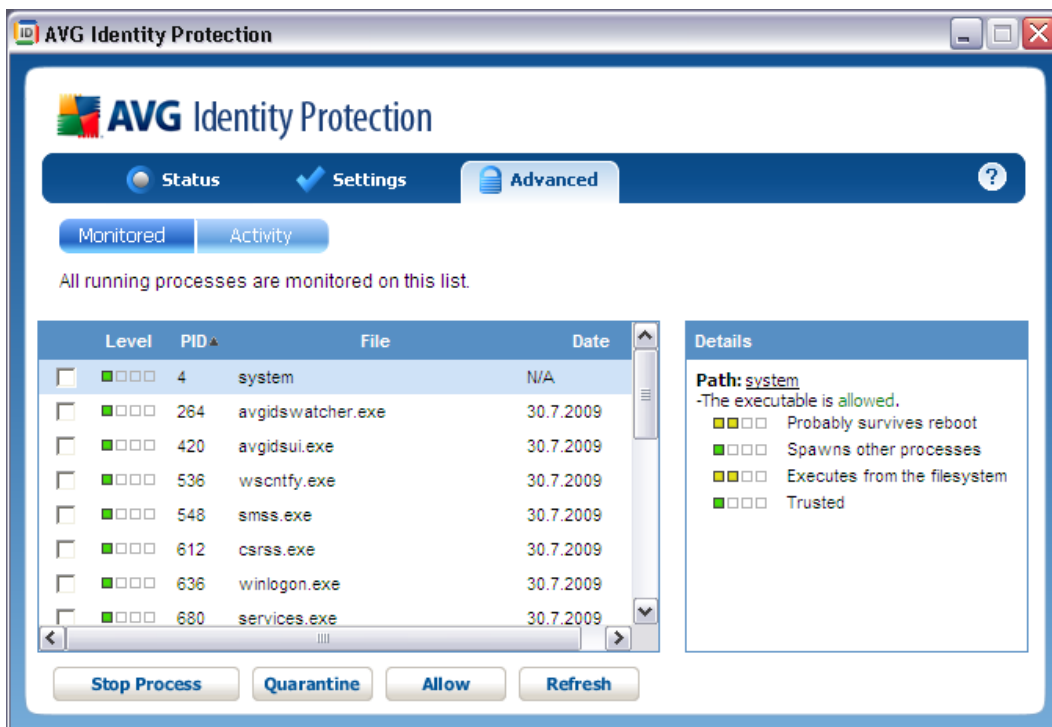 AVG Identity Protection
AVG Identity Protection
Status Settings Advanced ?
Monitored Activity
All running processes are monitored on this list.
Level PID File Date
4 system N/A
264 avgidswatcher.exe 30.7.2009
420 avgidsui.exe 30.7.2009
536 wscntfy.exe 30.7.2009
548 smss.exe 30.7.2009
612 csrss.exe 30.7.2009
636 winlogon.exe 30.7.2009
680 services.exe 30.7.2009
Details
Path: system
-The executable is allowed.
Probably survives reboot
Spawns other processes
Executes from the filesystem
Trusted
Stop Process Quarantine Allow Refresh